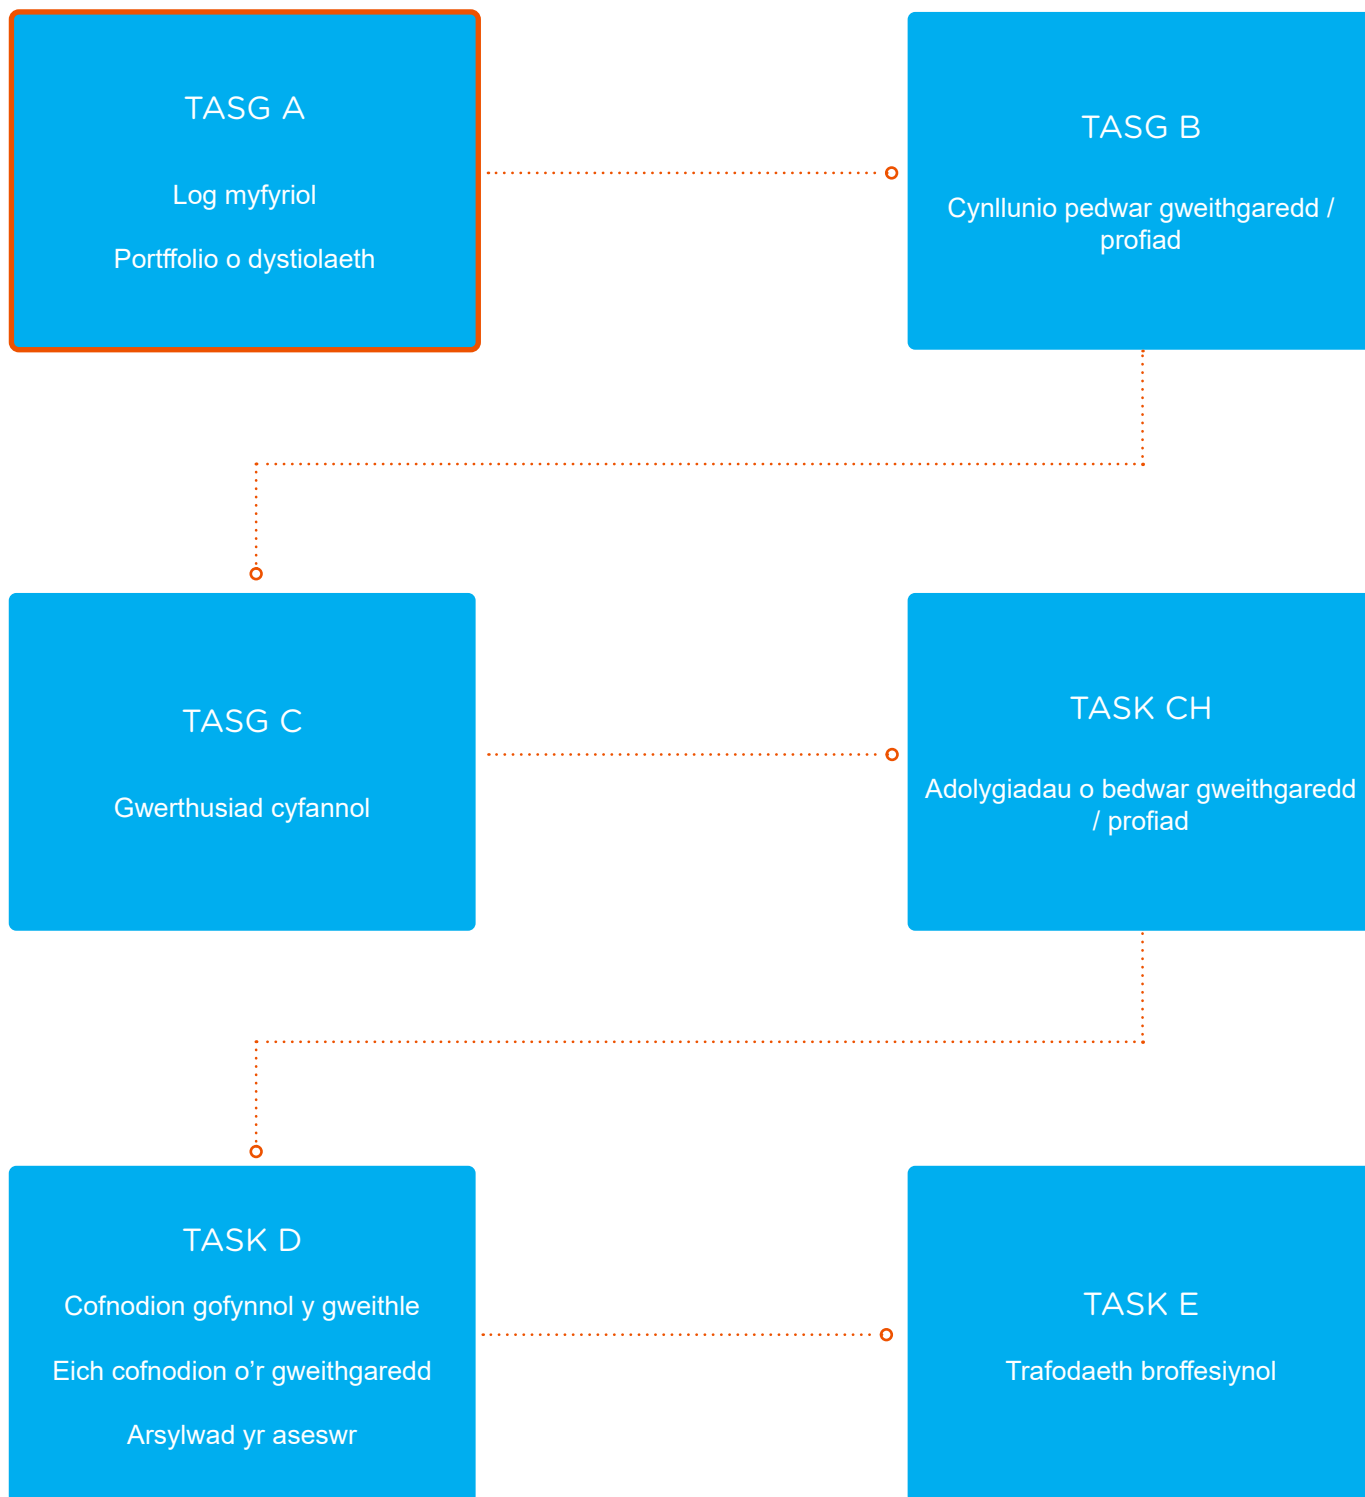 TASG A
Log myfyriol
Portffolio o dystiolaeth
TASG B
Cynllunio pedwar gweithgaredd /
profiad
TASG C
Gwerthusiad cyfannol
TASK CH
Adolygiadau o bedwar gweithgaredd
/ profiad
TASK D
Cofnodion gofynnol y gweithle
Eich cofnodion o’r gweithgaredd
Arsylwad yr aseswr
TASK E
Trafodaeth broffesiynol